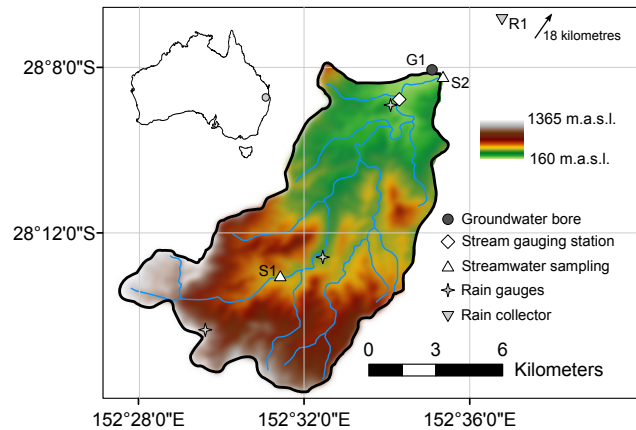 R1
18 kilometres
28°8'0"S
G1
S2
1365 m.a.s.l.
160 m.a.s.l.
Groundwater bore
28°12'0"S
Stream gauging station
Streamwater sampling
S1
Rain gauges
Rain collector
0 3 6
Kilometers
152°28'0"E 152°32'0"E 152°36'0"E